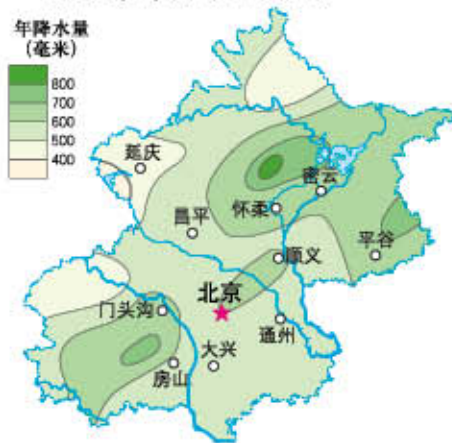 年降水量
(毫米)
800
700
600
500
400
延庆
密云
怀柔
昌平
平谷
顺义
北京
门头沟
通州
大兴
房山